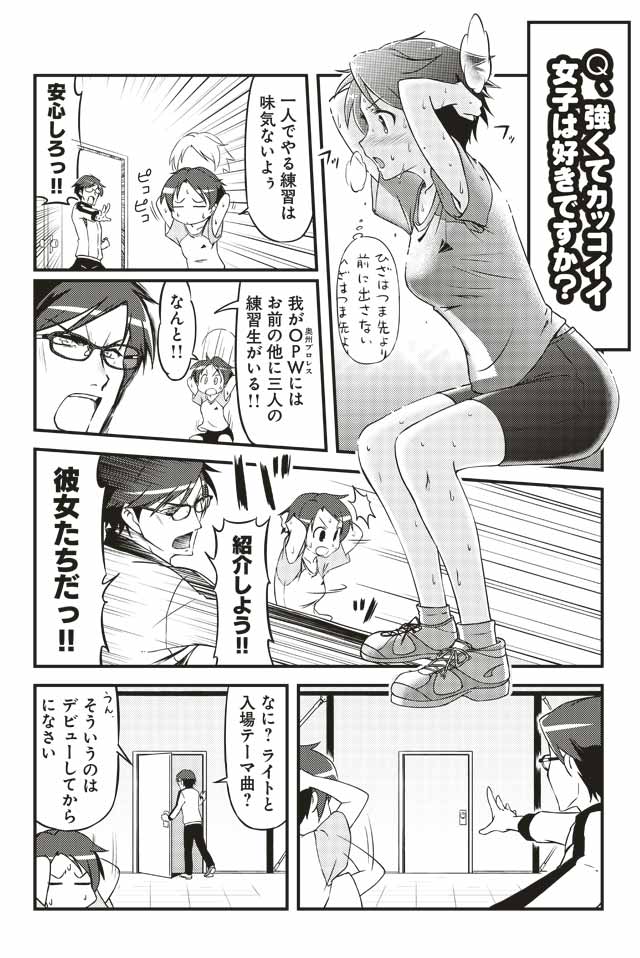 Q、強くてカッコイイ
女子は好きですか?
ひざはつま先より
前に出さない
ひざはつま先よ
一人でやる練習は
味気ないよぅ
ピコピコ
安心しろっ!!
我が〇PWには
奥州プロレス
お前の他に三人の
練習生がいる!!
なんと!!
紹介しよう!!
彼女たちだっ!!
なに?ライトと
入場テーマ曲?
うん、
そういうのは
デビューしてから
になさい